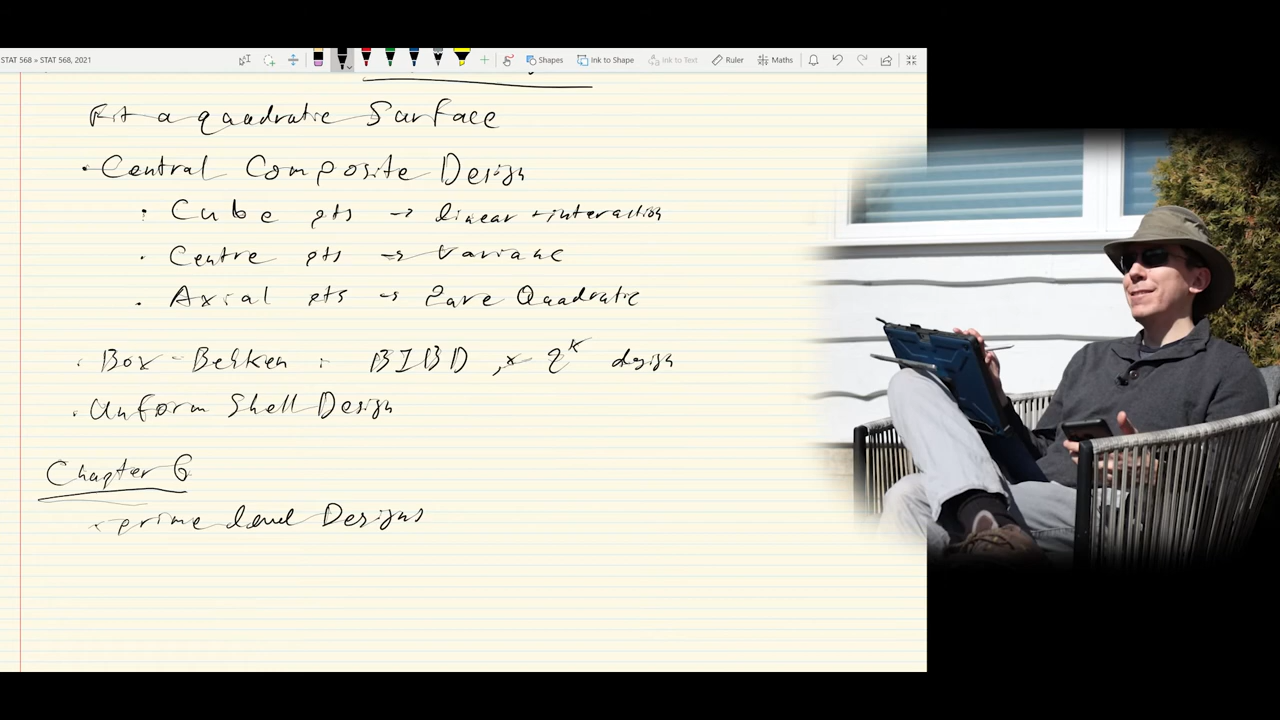 STAT 568 » STAT 568, 2021
Shapes Ink to Shape Ink to Text Ruler Maths
Fit a quadratic Surface
· Central Composite Design
· Cube pts → linear + interaction
· Centre pts → Variance
· Axial pts → Pure Quadratic
· Box-Behken : BIBD × 2^k design
· Uniform Shell Design
Chapter 6
prime level Designs